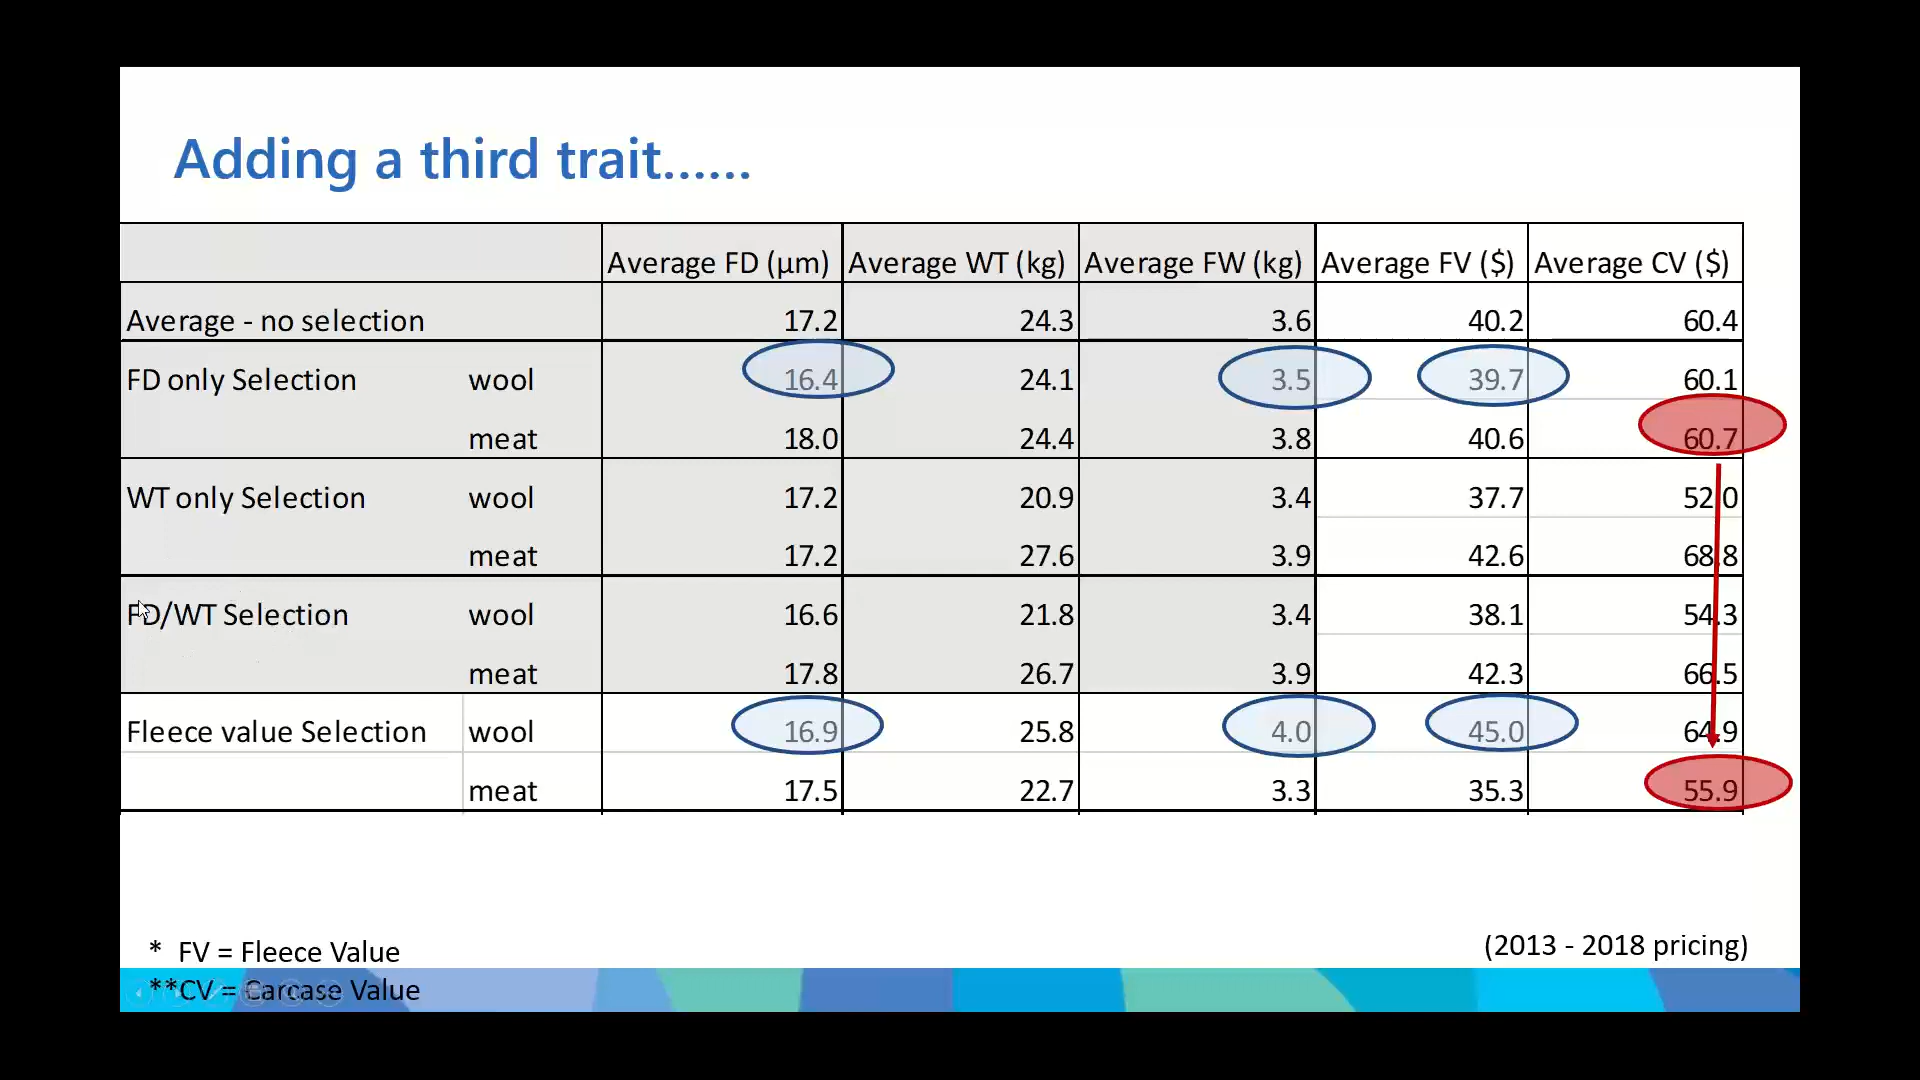 Adding a third trait......
Average FD (µm) Average WT (kg) Average FW (kg) Average FV ($) Average CV ($)
Average - no selection 17.2 24.3 3.6 40.2 60.4
FD only Selection wool 16.4 24.1 3.5 39.7 60.1
meat 18.0 24.4 3.8 40.6 60.7
WT only Selection wool 17.2 20.9 3.4 37.7 52.0
meat 17.2 27.6 3.9 42.6 68.8
FD/WT Selection wool 16.6 21.8 3.4 38.1 54.3
meat 17.8 26.7 3.9 42.3 66.5
Fleece value Selection wool 16.9 25.8 4.0 45.0 64.9
meat 17.5 22.7 3.3 35.3 55.9
* FV = Fleece Value
(2013 - 2018 pricing)
**CV = Carcase Value